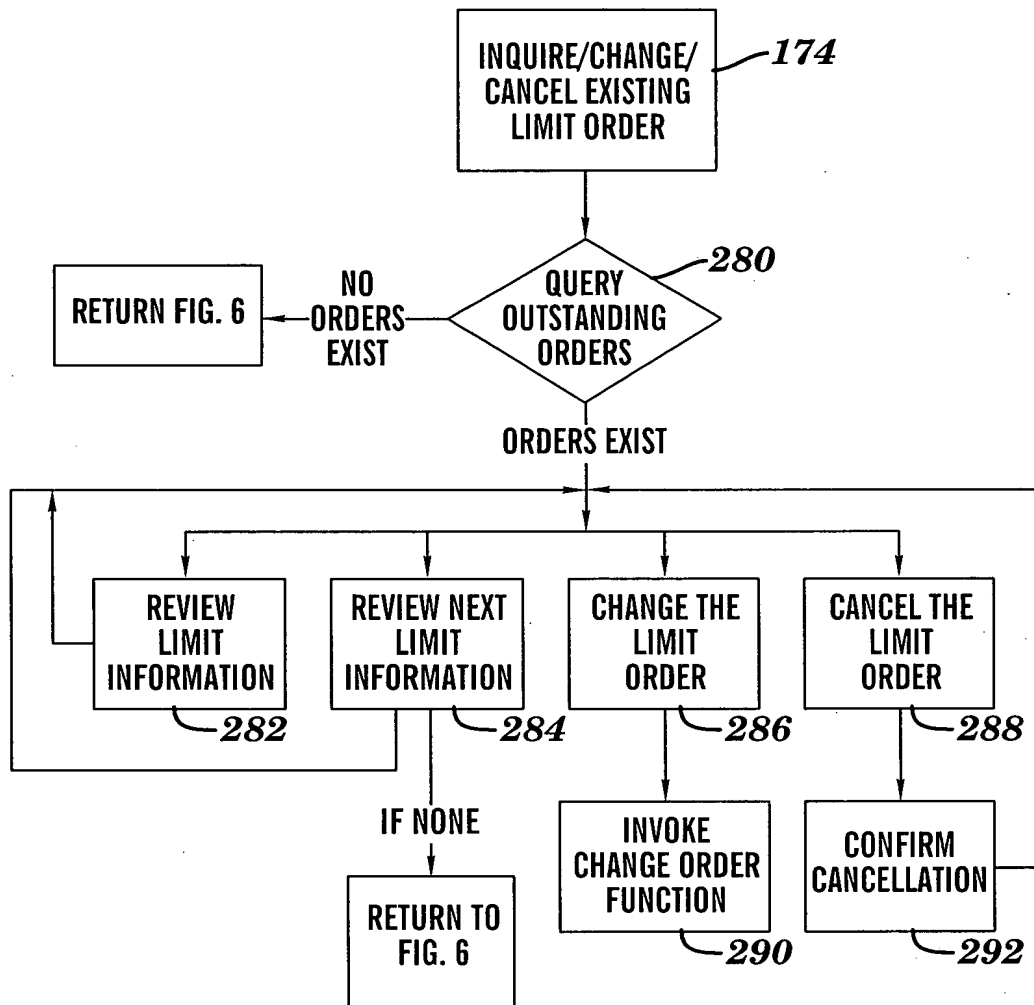 INQUIRE/CHANGE/
CANCEL EXISTING
LIMIT ORDER
174
QUERY
OUTSTANDING
ORDERS
280
NO
ORDERS
EXIST
RETURN FIG. 6
ORDERS EXIST
REVIEW
LIMIT
INFORMATION
282
REVIEW NEXT
LIMIT
INFORMATION
284
CHANGE THE
LIMIT
ORDER
286
CANCEL THE
LIMIT
ORDER
288
IF NONE
RETURN TO
FIG. 6
INVOKE
CHANGE ORDER
FUNCTION
290
CONFIRM
CANCELLATION
292